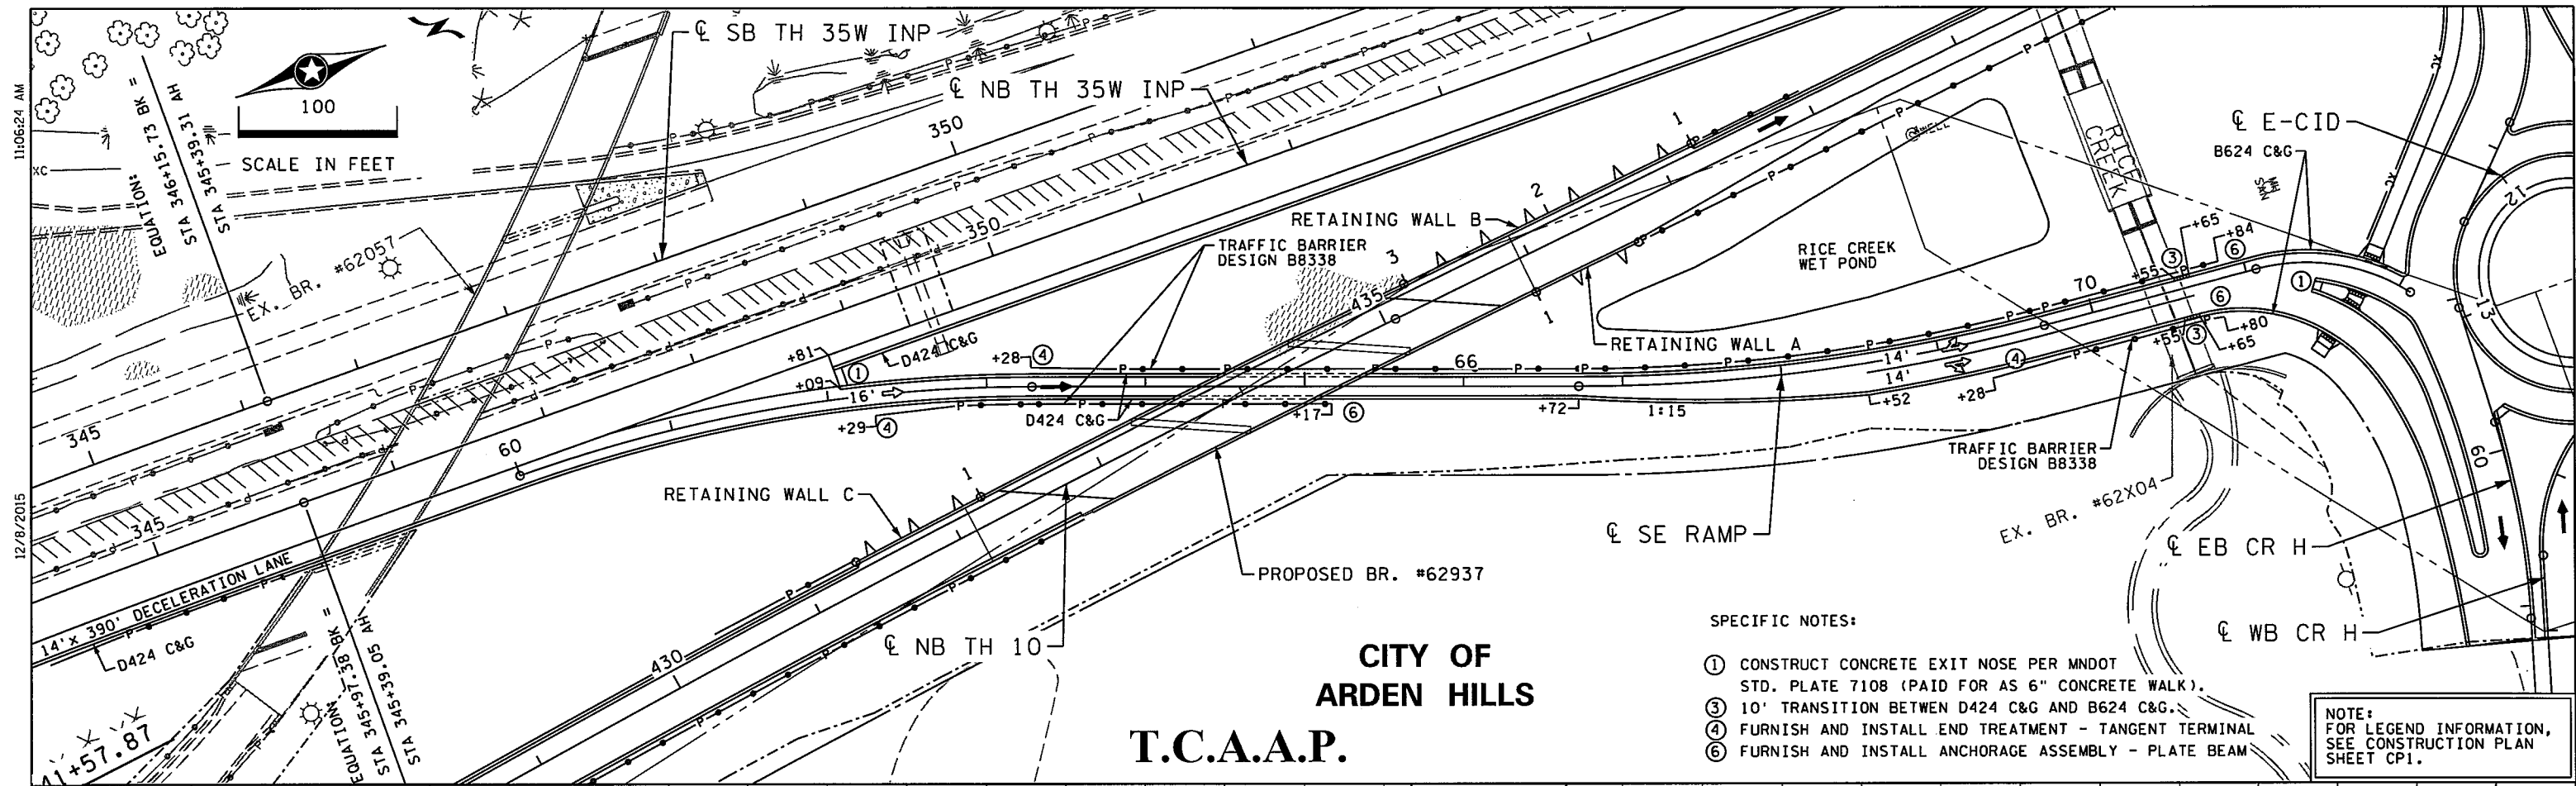 11:06:24 AM
12/8/2015
EQUATION:
STA 346+15.73 BK =
STA 345+39.31 AH
100
SCALE IN FEET
XC
℄ SB TH 35W INP
℄ NB TH 35W INP
350
350
EX. BR. #62057
345
345
60
14'x 390' DECELERATION LANE
D424 C&G
EQUATION:
STA 345+97.38 BK =
STA 345+39.05 AH
41+57.87
+81
①
D424 C&G
+09
16'
+28 ④
+29 ④
D424 C&G
TRAFFIC BARRIER
DESIGN B8338
RETAINING WALL B
1
2
3
435
1
RETAINING WALL A
RICE CREEK
WET POND
WELL
RICE
CREEK
66
+17 ⑥
+72
1:15
14'
14'
+52
+28
④
70
+55
③
+65
+84
⑥
⑥
+55
③
+65
+80
℄ E-CID
B624 C&G
XC
XC
12
13
①
60
RETAINING WALL C
1
430
℄ NB TH 10
PROPOSED BR. #62937
℄ SE RAMP
TRAFFIC BARRIER
DESIGN B8338
EX. BR. #62X04
℄ EB CR H
℄ WB CR H
CITY OF
ARDEN HILLS
T.C.A.A.P.
SPECIFIC NOTES:
① CONSTRUCT CONCRETE EXIT NOSE PER MNDOT
STD. PLATE 7108 (PAID FOR AS 6" CONCRETE WALK).
③ 10' TRANSITION BETWEN D424 C&G AND B624 C&G.
④ FURNISH AND INSTALL END TREATMENT - TANGENT TERMINAL
⑥ FURNISH AND INSTALL ANCHORAGE ASSEMBLY - PLATE BEAM
NOTE:
FOR LEGEND INFORMATION,
SEE CONSTRUCTION PLAN
SHEET CP1.